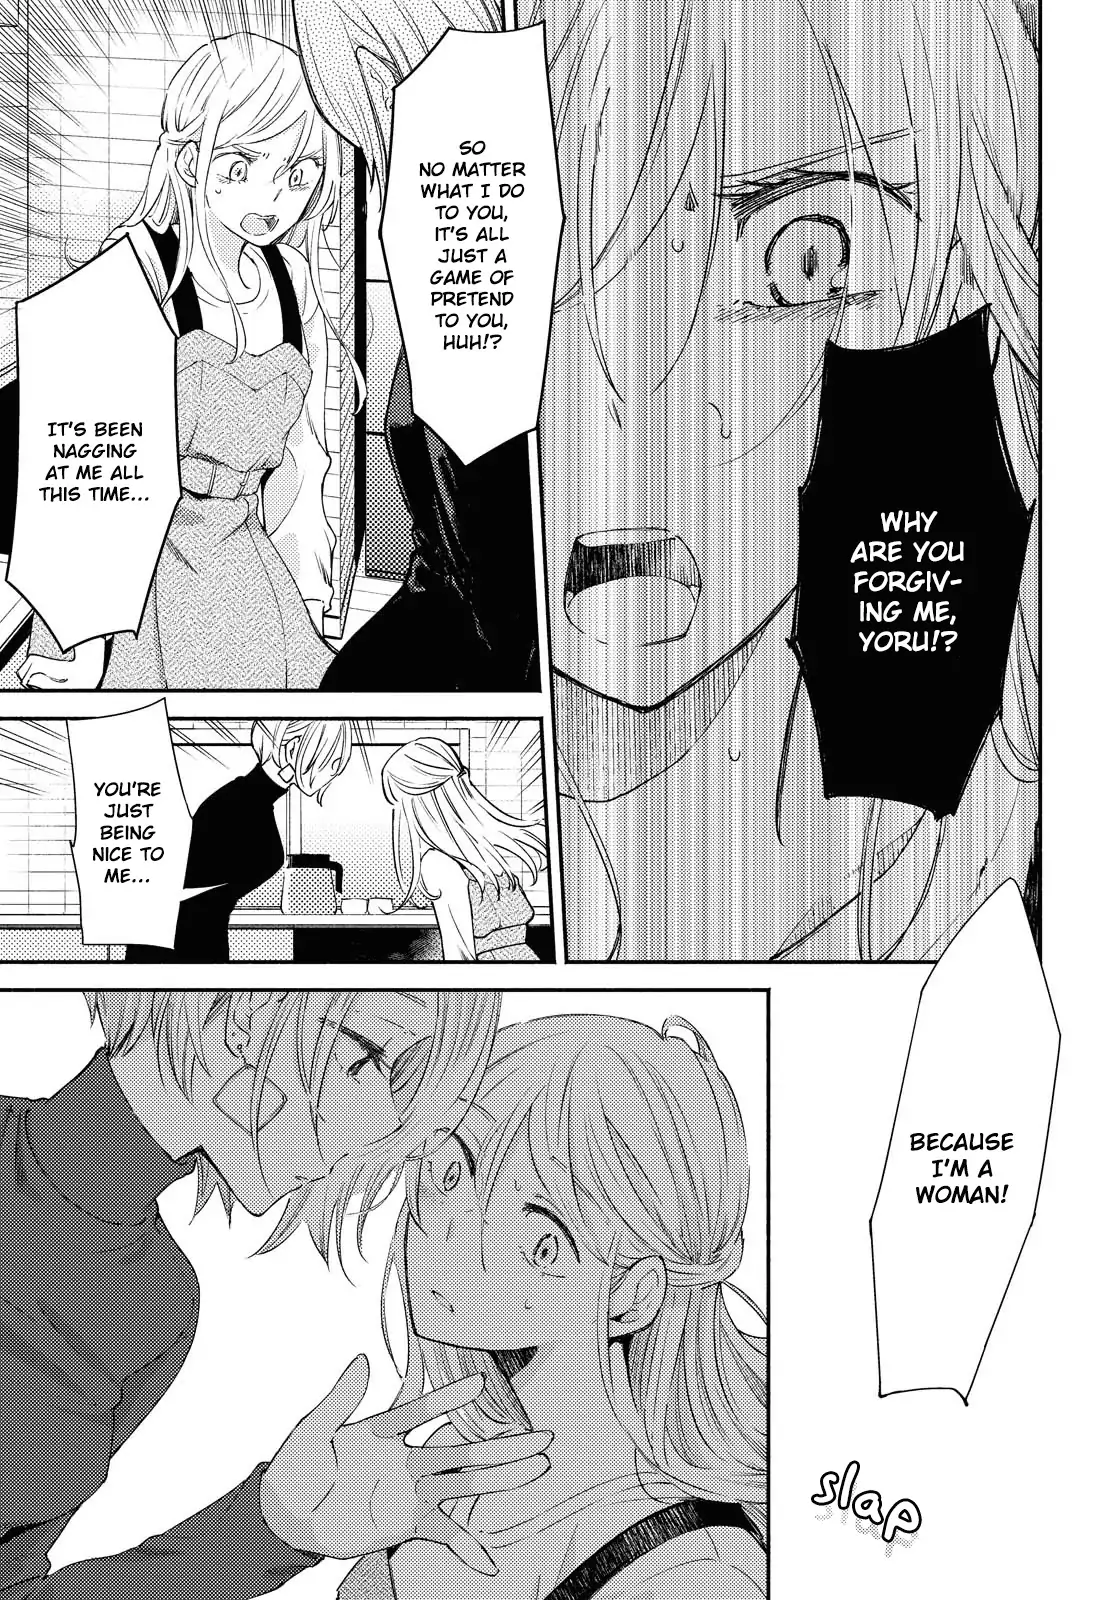 WHY
ARE YOU
FORGIV-
ING ME,
YORU!?
SO
NO MATTER
WHAT I DO
TO YOU,
IT'S ALL
JUST A
GAME OF
PRETEND
TO YOU,
HUH!?
IT'S BEEN
NAGGING
AT ME ALL
THIS TIME...
YOU'RE
JUST
BEING
NICE TO
ME...
BECAUSE
I'M A
WOMAN!
slap